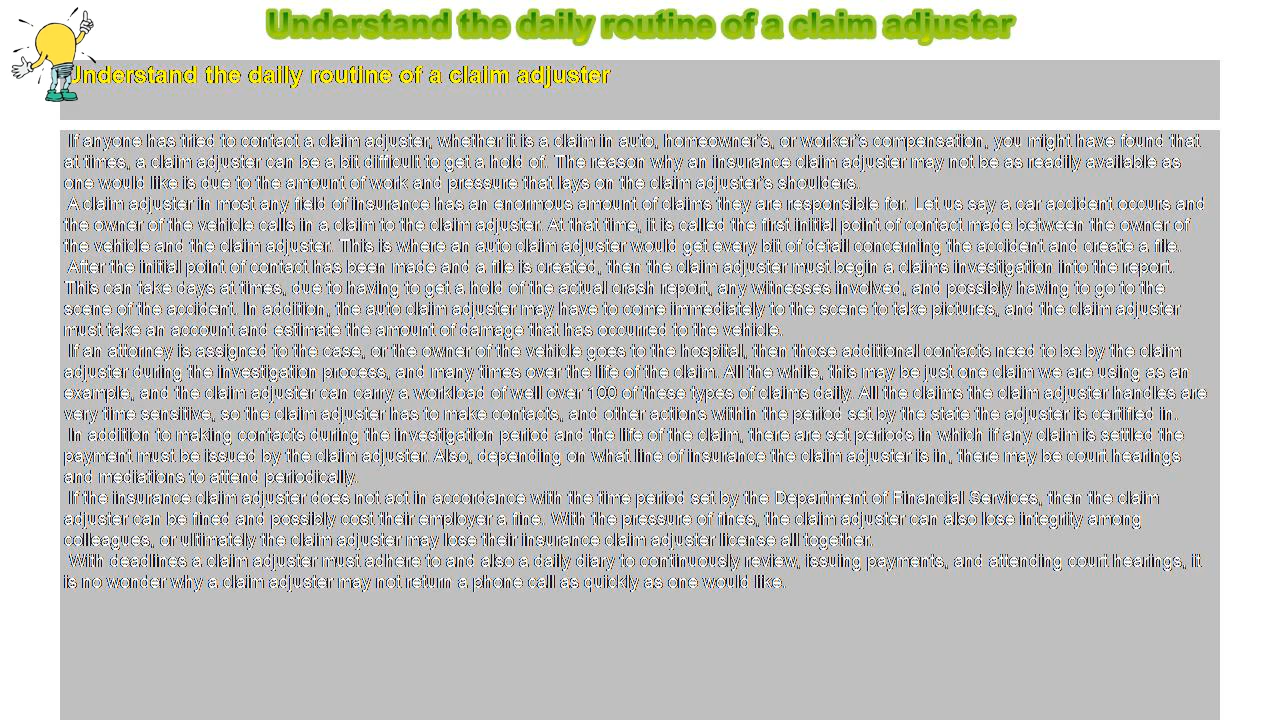 Understand the daily routine of a claim adjuster
Understand the daily routine of a claim adjuster
If anyone has tried to contact a claim adjuster, whether it is a claim in auto, homeowner's, or worker's compensation, you might have found that
at times, a claim adjuster can be a bit difficult to get a hold of. The reason why an insurance claim adjuster may not be as readily available as
one would like is due to the amount of work and pressure that lays on the claim adjuster's shoulders.
A claim adjuster in most any field of insurance has an enormous amount of claims they are responsible for. Let us say a car accident occurs and
the owner of the vehicle calls in a claim to the claim adjuster. At that time, it is called the first initial point of contact made between the owner of
the vehicle and the claim adjuster. This is where an auto claim adjuster would get every bit of detail concerning the accident and create a file.
After the initial point of contact has been made and a file is created, then the claim adjuster must begin a claims investigation into the report.
This can take days at times, due to having to get a hold of the actual crash report, any witnesses involved, and possibly having to go to the
scene of the accident. In addition, the auto claim adjuster may have to come immediately to the scene to take pictures, and the claim adjuster
must take an account and estimate the amount of damage that has occurred to the vehicle.
If an attorney is assigned to the case, or the owner of the vehicle goes to the hospital, then those additional contacts need to be by the claim
adjuster during the investigation process, and many times over the life of the claim. All the while, this may be just one claim we are using as an
example, and the claim adjuster can carry a workload of well over 100 of these types of claims daily. All the claims the claim adjuster handles are
very time sensitive, so the claim adjuster has to make contacts, and other actions within the period set by the state the adjuster is certified in.
In addition to making contacts during the investigation period and the life of the claim, there are set periods in which if any claim is settled the
payment must be issued by the claim adjuster. Also, depending on what line of insurance the claim adjuster is in, there may be court hearings
and mediations to attend periodically.
If the insurance claim adjuster does not act in accordance with the time period set by the Department of Financial Services, then the claim
adjuster can be fined and possibly cost their employer a fine. With the pressure of fines, the claim adjuster can also lose integrity among
colleagues, or ultimately the claim adjuster may lose their insurance claim adjuster license all together.
With deadlines a claim adjuster must adhere to and also a daily diary to continuously review, issuing payments, and attending court hearings, it
is no wonder why a claim adjuster may not return a phone call as quickly as one would like.